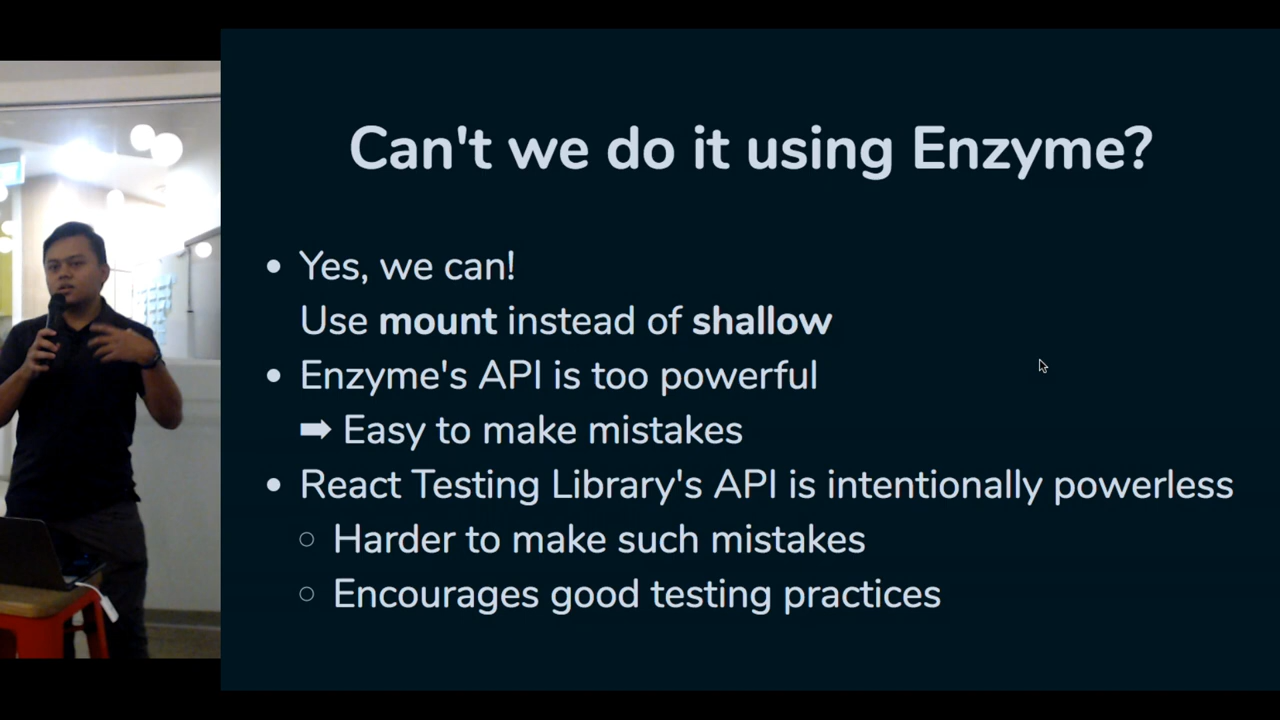 Can't we do it using Enzyme?
• Yes, we can!
Use mount instead of shallow
• Enzyme's API is too powerful
➡ Easy to make mistakes
• React Testing Library's API is intentionally powerless
○ Harder to make such mistakes
○ Encourages good testing practices